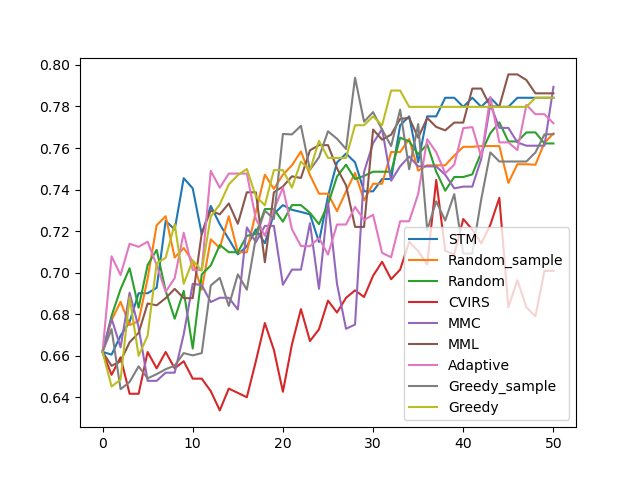 0.80
0.78
0.76
0.74
0.72
0.70
0.68
0.66
0.64
0
10
20
30
40
50
STM
Random_sample
Random
CVIRS
MMC
MML
Adaptive
Greedy_sample
Greedy